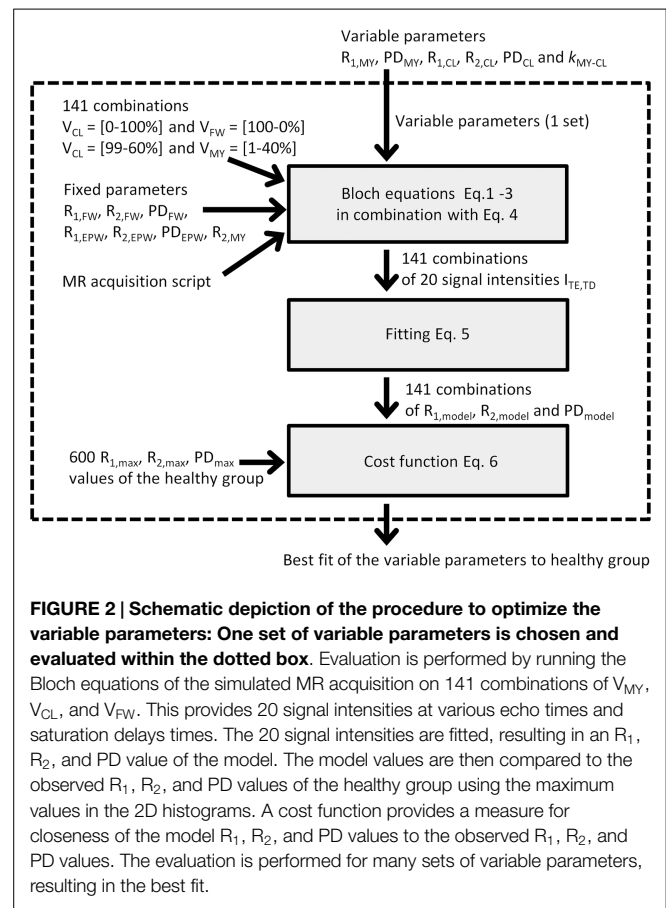 Variable parameters
R1,MY, PDMY, R1,CL, R2,CL, PDCL and kMY-CL
141 combinations
VCL = [0-100%] and VFW = [100-0%]
VCL = [99-60%] and VMY = [1-40%]
Variable parameters (1 set)
Fixed parameters
R1,FW, R2,FW, PDFW,
R1,EPW, R2,EPW, PDEPW, R2,MY
MR acquisition script
Bloch equations Eq.1 -3
in combination with Eq. 4
141 combinations
of 20 signal intensities ITE,TD
Fitting Eq. 5
141 combinations
of R1,model, R2,model and PDmodel
600 R1,max, R2,max, PDmax
values of the healthy group
Cost function Eq. 6
Best fit of the variable parameters to healthy group
FIGURE 2 | Schematic depiction of the procedure to optimize the
variable parameters: One set of variable parameters is chosen and
evaluated within the dotted box. Evaluation is performed by running the
Bloch equations of the simulated MR acquisition on 141 combinations of VMY,
VCL, and VFW. This provides 20 signal intensities at various echo times and
saturation delays times. The 20 signal intensities are fitted, resulting in an R1,
R2, and PD value of the model. The model values are then compared to the
observed R1, R2, and PD values of the healthy group using the maximum
values in the 2D histograms. A cost function provides a measure for
closeness of the model R1, R2, and PD values to the observed R1, R2, and
PD values. The evaluation is performed for many sets of variable parameters,
resulting in the best fit.